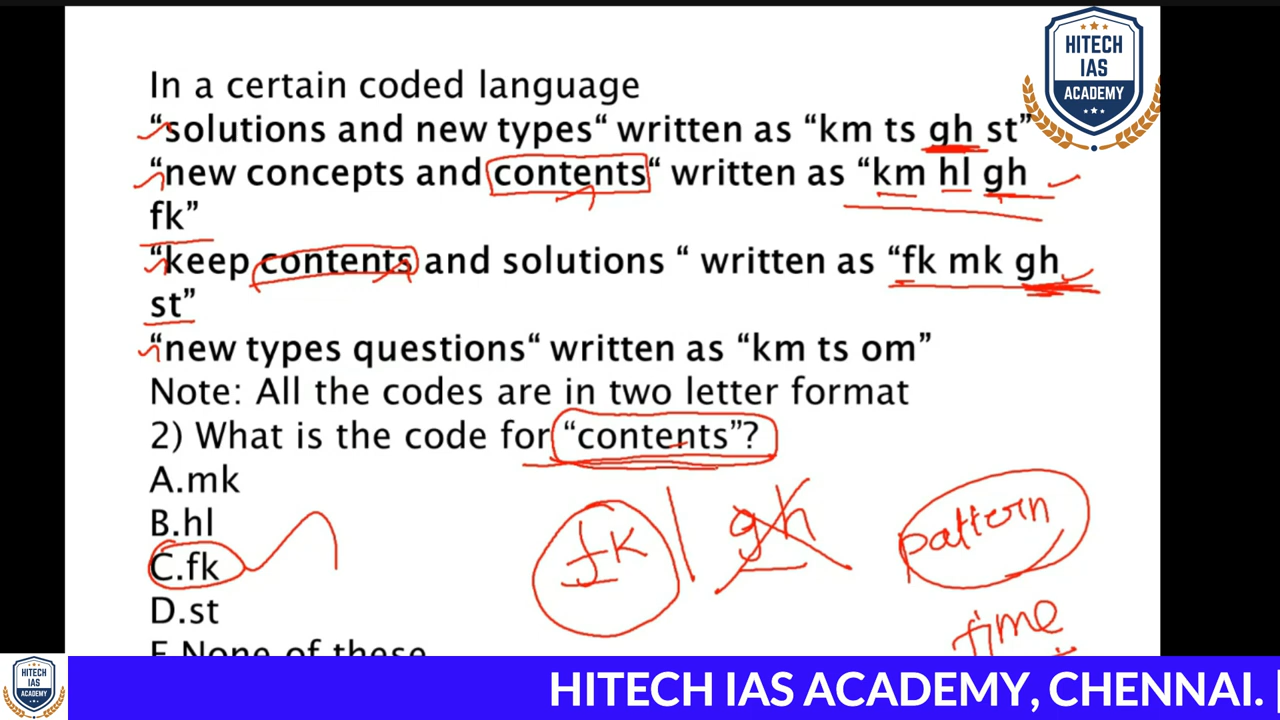 HITECH
IAS
ACADEMY
In a certain coded language
“solutions and new types“ written as “km ts gh st”
“new concepts and contents“ written as “km hl gh
fk”
“keep contents and solutions “ written as “fk mk gh
st”
“new types questions“ written as “km ts om”
Note: All the codes are in two letter format
2) What is the code for “contents”?
A.mk
B.hl
C.fk
D.st
E.None of these
fk
gh
pattern
time
HITECH IAS ACADEMY, CHENNAI.